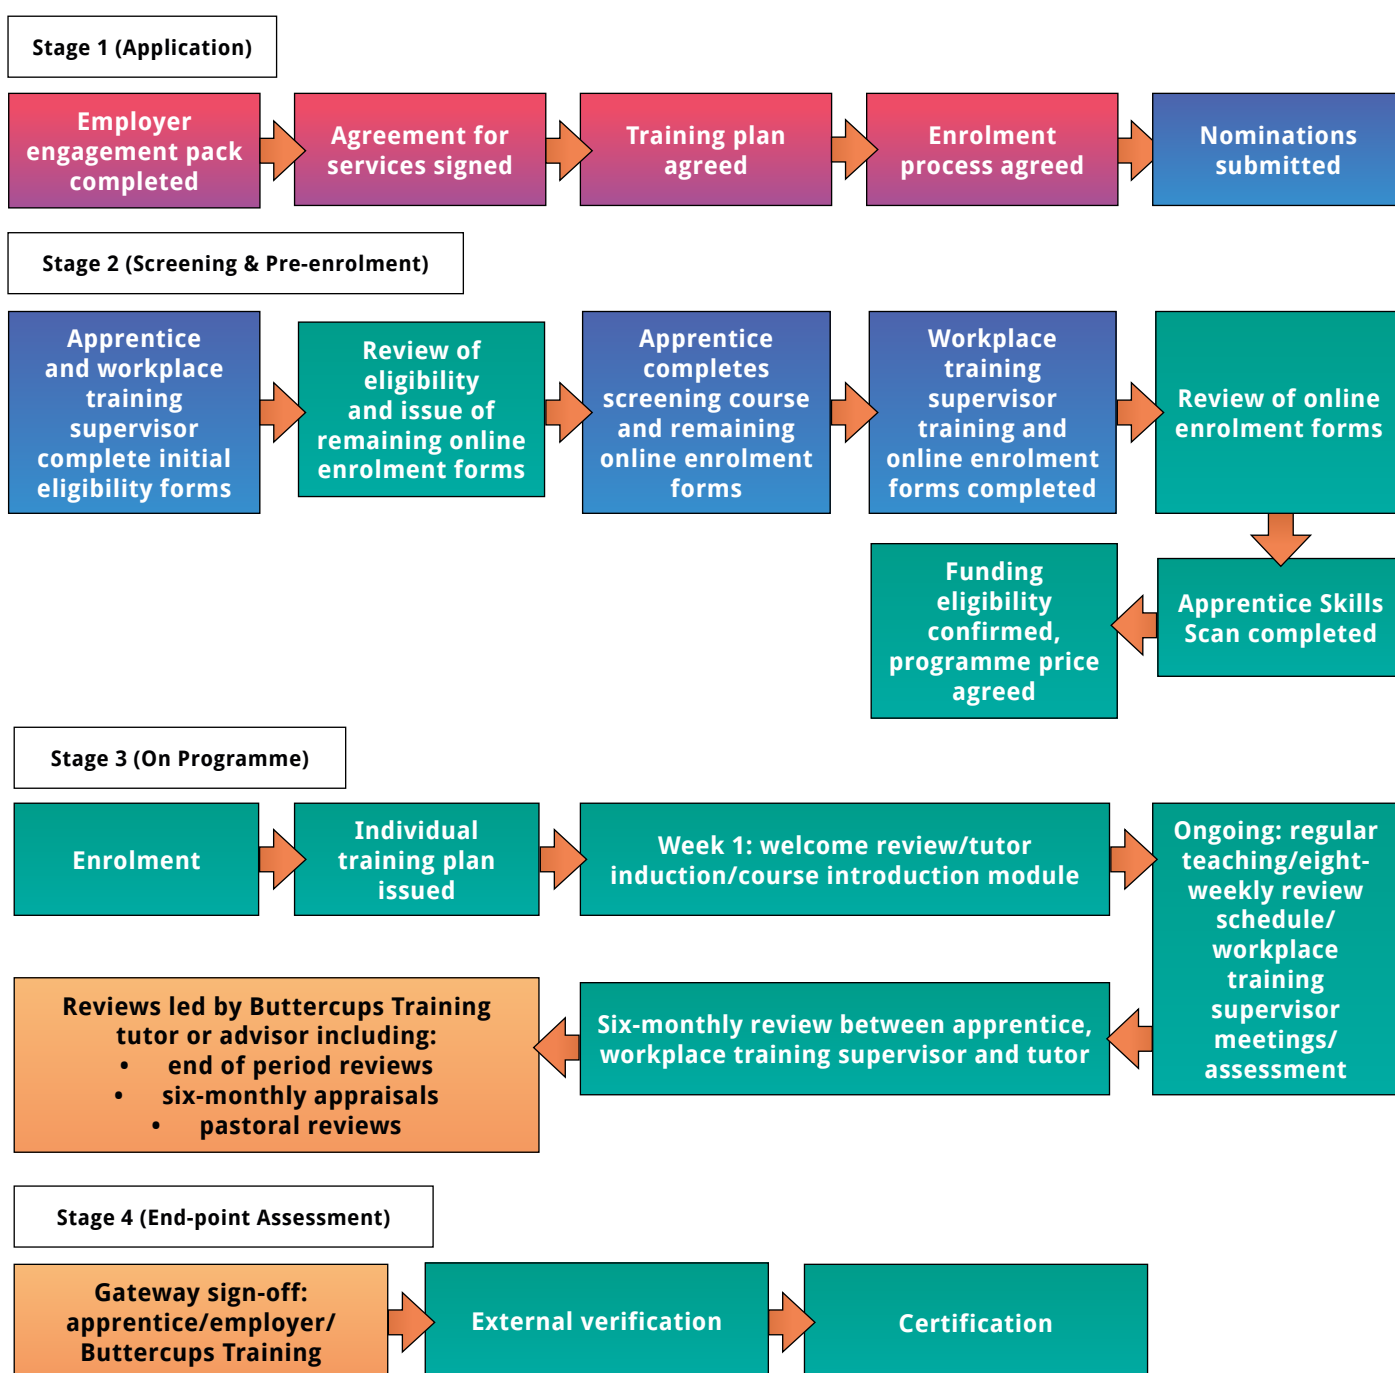 Stage 1 (Application)
Employer
engagement pack
completed
Agreement for
services signed
Training plan
agreed
Enrolment
process agreed
Nominations
submitted
Stage 2 (Screening & Pre-enrolment)
Apprentice
and workplace
training
supervisor
complete initial
eligibility forms
Review of
eligibility
and issue of
remaining online
enrolment forms
Apprentice
completes
screening course
and remaining
online enrolment
forms
Workplace
training
supervisor
training and
online enrolment
forms completed
Review of online
enrolment forms
Apprentice Skills
Scan completed
Funding
eligibility
confirmed,
programme price
agreed
Stage 3 (On Programme)
Enrolment
Individual
training plan
issued
Week 1: welcome review/tutor
induction/course introduction module
Ongoing: regular
teaching/eight-
weekly review
schedule/
workplace
training
supervisor
meetings/
assessment
Six-monthly review between apprentice,
workplace training supervisor and tutor
Reviews led by Buttercups Training
tutor or advisor including:
• end of period reviews
• six-monthly appraisals
• pastoral reviews
Stage 4 (End-point Assessment)
Gateway sign-off:
apprentice/employer/
Buttercups Training
External verification
Certification